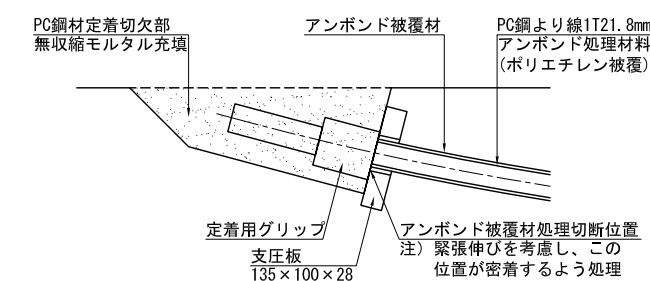 PC鋼材定着切欠部
無収縮モルタル充填
アンボンド被覆材
PC鋼より線1T21.8mm
アンボンド処理材料
(ポリエチレン被覆)
定着用グリップ
支圧板
135×100×28
アンボンド被覆材処理切断位置
注) 緊張伸びを考慮し、この
位置が密着するよう処理